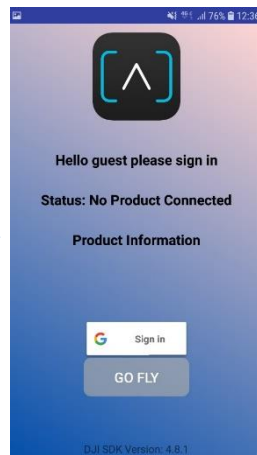 76% 12:36
Hello guest please sign in
Status: No Product Connected
Product Information
G Sign in
GO FLY
DJI SDK Version: 4.8.1